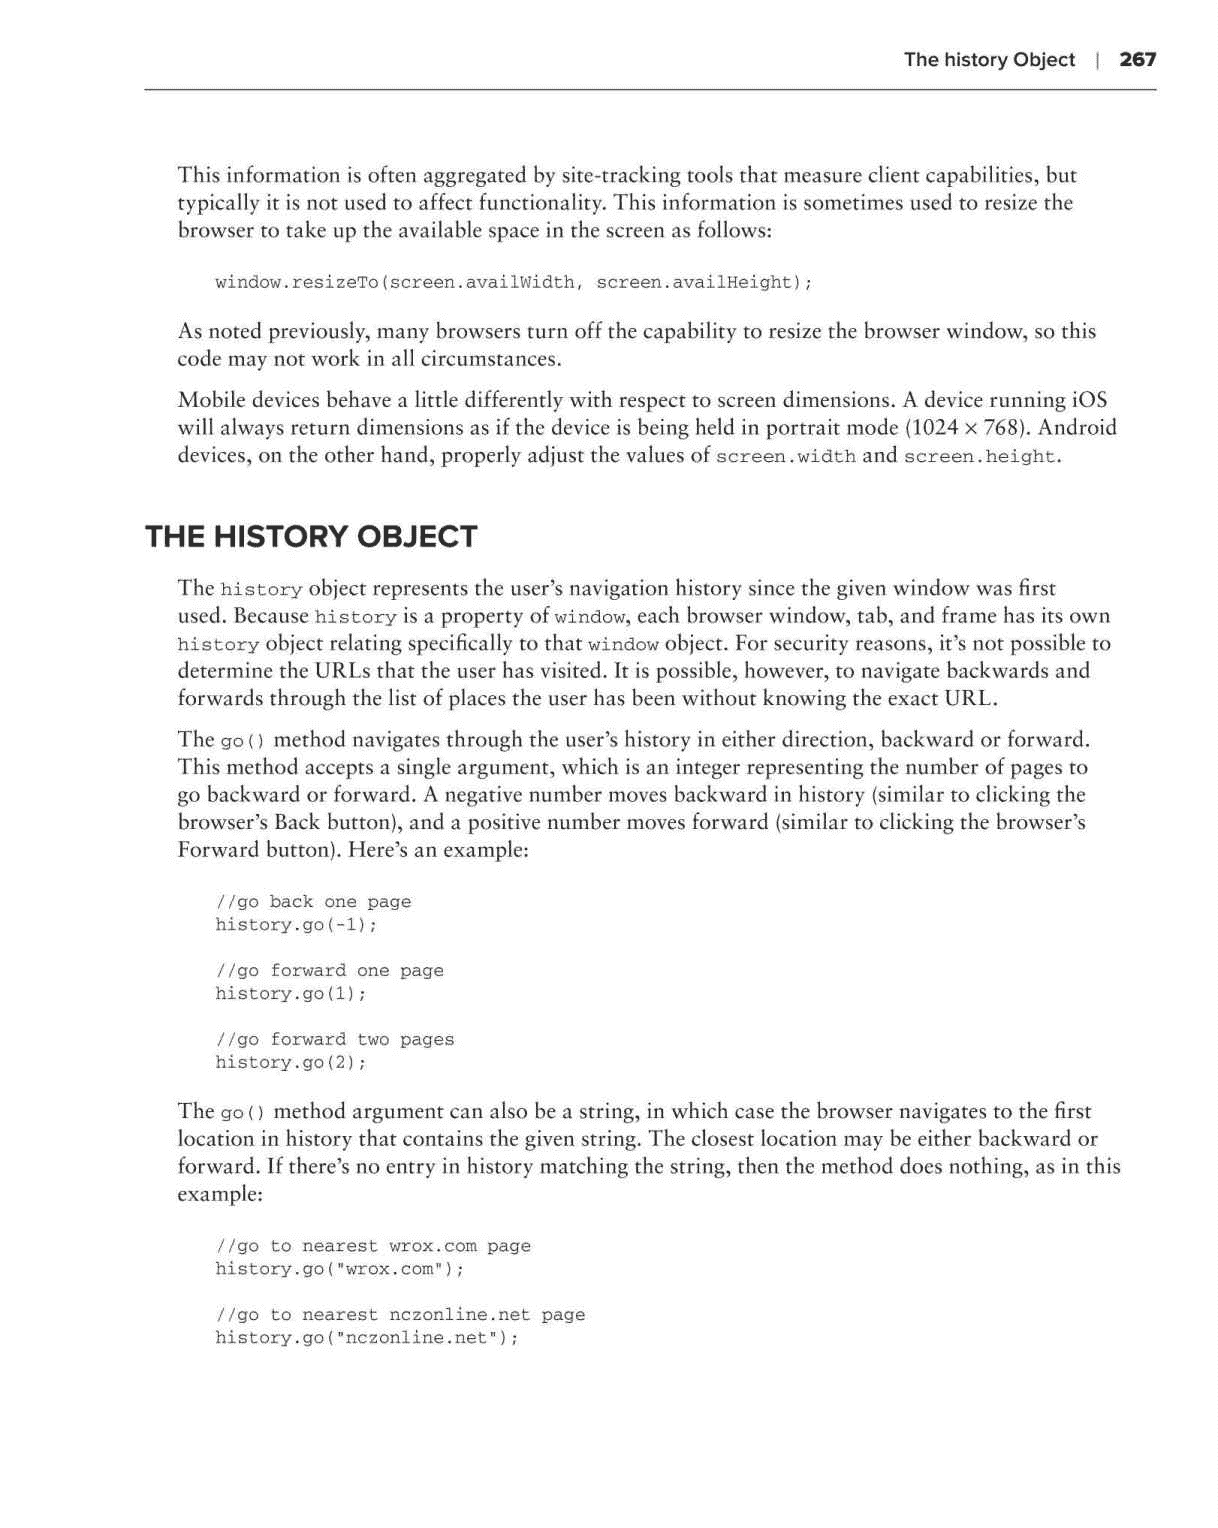 The history Object | 267
This information is often aggregated by site-tracking tools that measure client capabilities, but
typically it is not used to affect functionality. This information is sometimes used to resize the
browser to take up the available space in the screen as follows:
window.resizeTo(screen.availWidth, screen.availHeight);
As noted previously, many browsers turn off the capability to resize the browser window, so this
code may not work in all circumstances.
Mobile devices behave a little differently with respect to screen dimensions. A device running iOS
will always return dimensions as if the device is being held in portrait mode (1024 × 768). Android
devices, on the other hand, properly adjust the values of screen.width and screen.height.
THE HISTORY OBJECT
The history object represents the user’s navigation history since the given window was first
used. Because history is a property of window, each browser window, tab, and frame has its own
history object relating specifically to that window object. For security reasons, it’s not possible to
determine the URLs that the user has visited. It is possible, however, to navigate backwards and
forwards through the list of places the user has been without knowing the exact URL.
The go() method navigates through the user’s history in either direction, backward or forward.
This method accepts a single argument, which is an integer representing the number of pages to
go backward or forward. A negative number moves backward in history (similar to clicking the
browser’s Back button), and a positive number moves forward (similar to clicking the browser’s
Forward button). Here’s an example:
//go back one page
history.go(-1);
//go forward one page
history.go(1);
//go forward two pages
history.go(2);
The go() method argument can also be a string, in which case the browser navigates to the first
location in history that contains the given string. The closest location may be either backward or
forward. If there’s no entry in history matching the string, then the method does nothing, as in this
example:
//go to nearest wrox.com page
history.go("wrox.com");
//go to nearest nczonline.net page
history.go("nczonline.net");